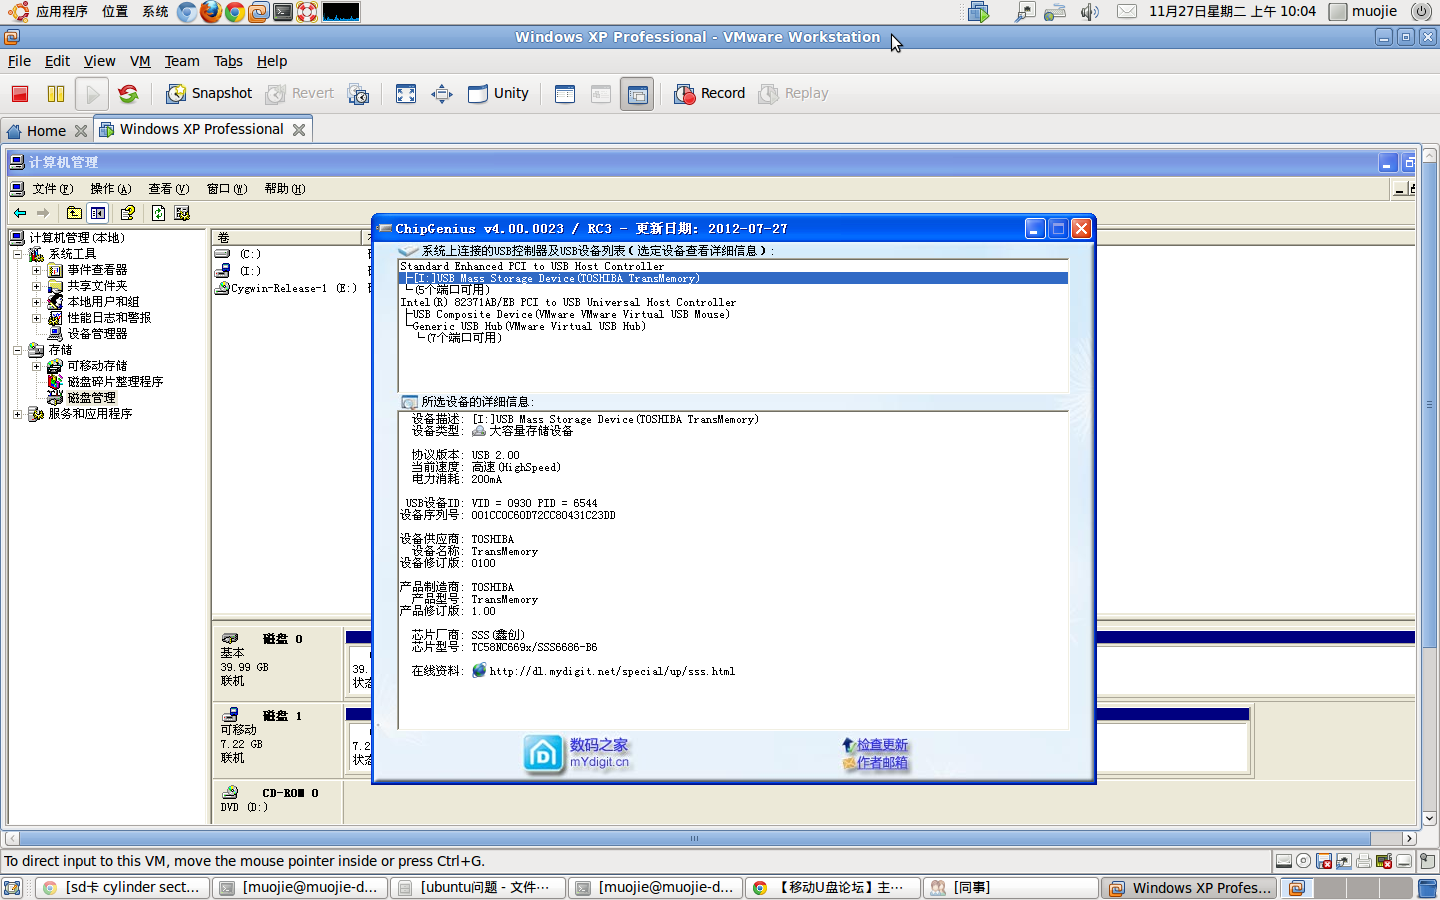 应用程序 位置 系统 11月27日星期二 上午 10:04 muojie
Windows XP Professional - VMware Workstation
File Edit View VM Team Tabs Help
Snapshot Revert Unity Record Replay
Home Windows XP Professional
计算机管理
文件(F) 操作(A) 查看(V) 窗口(W) 帮助(H)
计算机管理(本地)
系统工具
事件查看器
共享文件夹
本地用户和组
性能日志和警报
设备管理器
存储
可移动存储
磁盘碎片整理程序
磁盘管理
服务和应用程序
卷
(C:)
(I:)
Cygwin-Release-1 (E:)
磁盘 0
基本
39.99 GB
联机
39.
状态
磁盘 1
可移动
7.22 GB
联机
7.2
状态
CD-ROM 0
DVD (D:)
ChipGenius v4.00.0023 / RC3 - 更新日期: 2012-07-27
系统上连接的USB控制器及USB设备列表(选定设备查看详细信息):
Standard Enhanced PCI to USB Host Controller
[I:]USB Mass Storage Device(TOSHIBA TransMemory)
(5个端口可用)
Intel(R) 82371AB/EB PCI to USB Universal Host Controller
USB Composite Device(VMware VMware Virtual USB Mouse)
Generic USB Hub(VMware Virtual USB Hub)
(7个端口可用)
所选设备的详细信息:
设备描述: [I:]USB Mass Storage Device(TOSHIBA TransMemory)
设备类型: 大容量存储设备
协议版本: USB 2.00
当前速度: 高速(HighSpeed)
电力消耗: 200mA
USB设备ID: VID = 0930 PID = 6544
设备序列号: 001CC0C60D72CC80431C23DD
设备供应商: TOSHIBA
设备名称: TransMemory
设备修订版: 0100
产品制造商: TOSHIBA
产品型号: TransMemory
产品修订版: 1.00
芯片厂商: SSS(鑫创)
芯片型号: TC58NC669x/SSS6686-B6
在线资料: http://dl.mydigit.net/special/up/sss.html
数码之家
mYdigit.cn
检查更新
作者邮箱
To direct input to this VM, move the mouse pointer inside or press Ctrl+G.
[sd卡 cylinder sect... [muojie@muojie-d... [ubuntu问题 - 文件... [muojie@muojie-d... 【移动U盘论坛】主... [同事] Windows XP Profes...